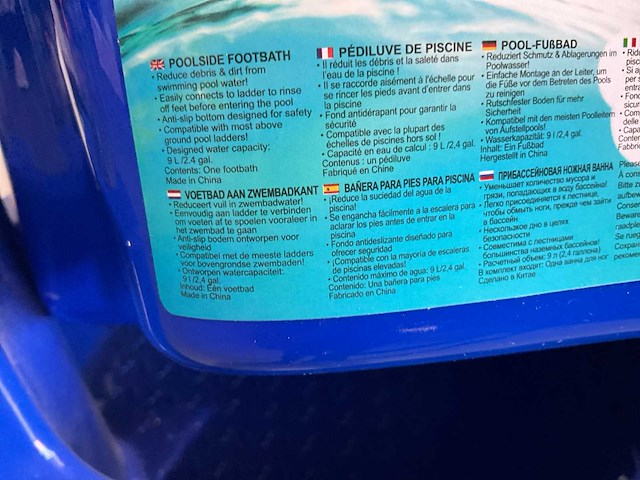 POOLSIDE FOOTBATH
• Reduce debris & dirt from
swimming pool water!
• Easily connects to ladder to rinse
off feet before entering the pool
• Anti-slip bottom designed for safety
• Compatible with most above
ground pool ladders!
• Designed water capacity:
9 L/2.4 gal.
Contents: One footbath
Made in China
PÉDILUVE DE PISCINE
• Il réduit les débris et la saleté dans
l'eau de la piscine !
• Il se raccorde aisément à l'échelle pour
se rincer les pieds avant d'entrer dans
la piscine
• Fond antidérapant pour garantir la
sécurité
• Compatible avec la plupart des
échelles de piscines hors sol !
• Capacité en eau de calcul : 9 L/2,4 gal.
Contenus : un pédiluve
Fabriqué en Chine
POOL-FUßBAD
• Reduziert Schmutz & Ablagerungen im
Poolwasser!
• Einfache Montage an der Leiter, um
die Füße vor dem Betreten des Pools
zu reinigen
• Rutschfester Boden für mehr
Sicherheit
• Kompatibel mit den meisten Poolleitern
von Aufstellpools!
• Wasserkapazität: 9 l /2,4 gal.
Inhalt: Ein Fußbad
Hergestellt in China
VOETBAD AAN ZWEMBADKANT
• Reduceert vuil in zwembadwater!
• Eenvoudig aan ladder te verbinden
om voeten af te spoelen vooraleer in
het zwembad te gaan
• Anti-slip bodem ontworpen voor
veiligheid
• Compatibel met de meeste ladders
voor bovengrondse zwembaden!
• Ontworpen watercapaciteit:
9 l/2,4 gal.
Inhoud: Eén voetbad
Made in China
BAÑERA PARA PIES PARA PISCINA
• ¡Reduce la suciedad del agua de la
piscina!
• Se engancha fácilmente a la escalera para
aclarar los pies antes de entrar en la
piscina
• Fondo antideslizante diseñado para
ofrecer seguridad
• ¡Compatible con la mayoría de escaleras
de piscinas elevadas!
• Contenido máximo de agua: 9 L/2,4 gal.
Contenido: Una bañera para pies
Fabricado en China
ПРИБАССЕЙНОВАЯ НОЖНАЯ ВАННА
• Уменьшает количество мусора и
грязи, попадающих в воду бассейна!
• Легко присоединяется к лестнице,
чтобы обмыть ноги, прежде чем зайти
в бассейн
• Нескользкое дно в целях
безопасности
• Совместима с лестницами
большинства наземных бассейнов!
• Расчетный объем: 9 л (2,4 галлона)
В комплект входит: Одна ванна для ног
Сделано в Китае